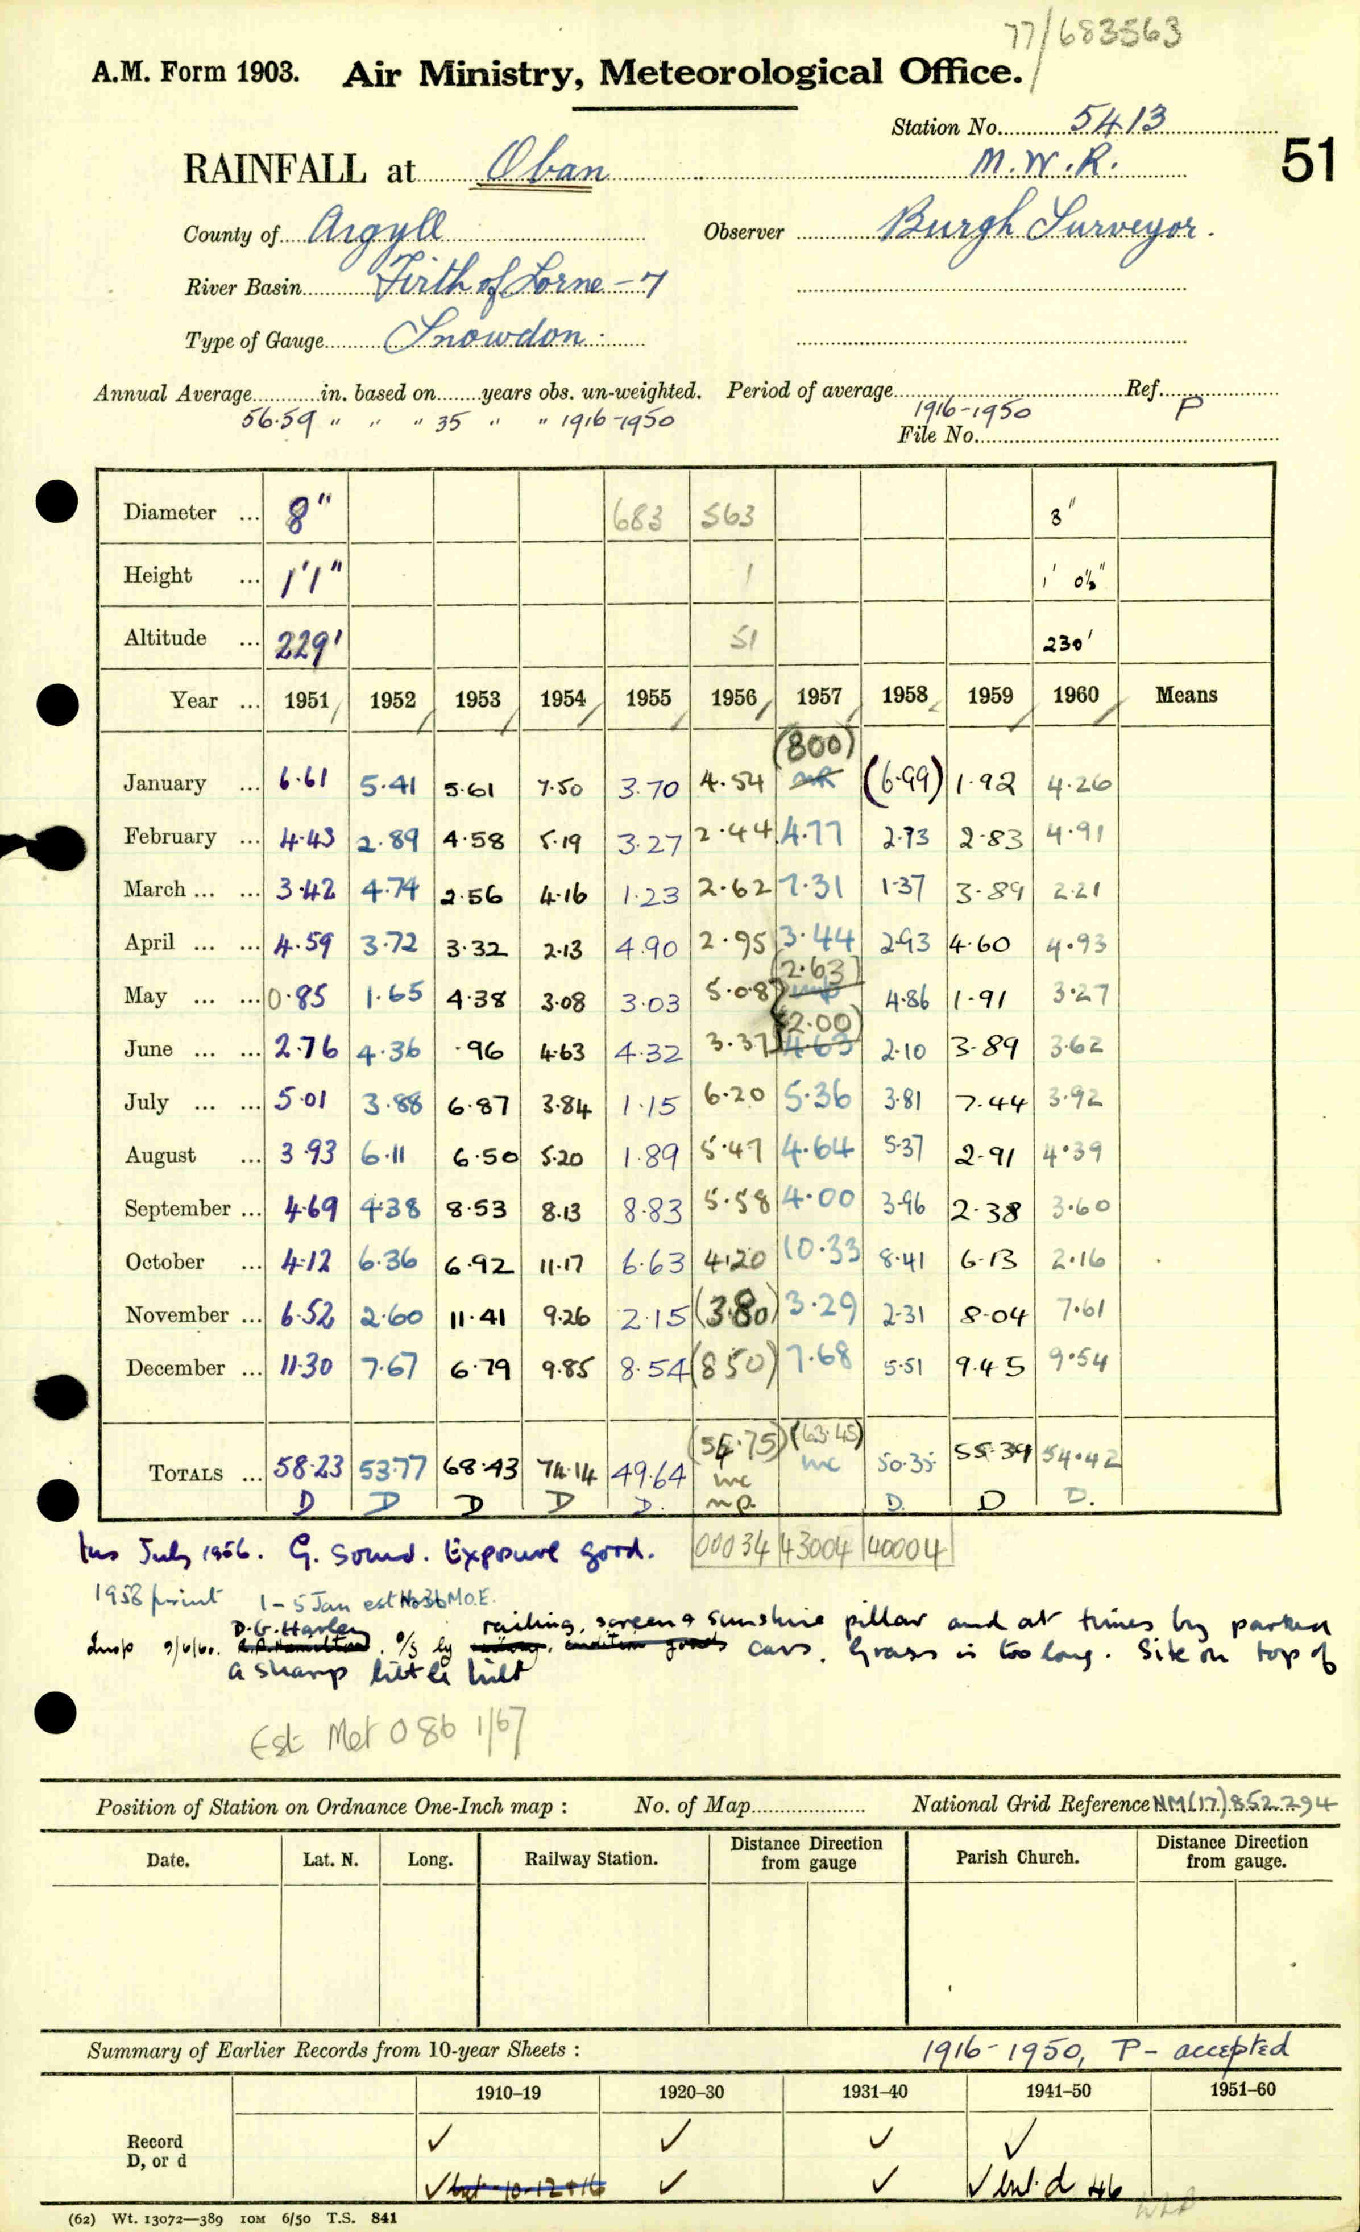 77/683563
A.M. Form 1903. Air Ministry, Meteorological Office.
Station No. 5413
RAINFALL at Oban M.W.R. 51
County of Argyll Observer Burgh Surveyor.
River Basin Firth of Lorne - 7
Type of Gauge Snowdon
Annual Average in. based on years obs. un-weighted. Period of average Ref.
56.59 " " " 35 " " 1916-1950 1916-1950 P
File No.
Diameter ... 8" 683 563 8"
Height ... 1'1" 1 1' 0½"
Altitude ... 229' 51 230'
Year ... 1951 1952 1953 1954 1955 1956 1957 1958 1959 1960 Means
(800)
January ... 6.61 5.41 5.61 7.50 3.70 4.54 (6.99) 1.92 4.26
February ... 4.43 2.89 4.58 5.19 3.27 2.44 4.77 2.73 2.83 4.91
March ... ... 3.42 4.74 2.56 4.16 1.23 2.62 7.31 1.37 3.89 2.21
April ... ... 4.59 3.72 3.32 2.13 4.90 2.95 3.44 2.93 4.60 4.93
(2.63)
May ... ... 0.85 1.65 4.38 3.08 3.03 5.08 mp 4.86 1.91 3.27
(2.00)
June ... ... 2.76 4.36 .96 4.63 4.32 3.37 4.63 2.10 3.89 3.62
July ... ... 5.01 3.88 6.87 3.84 1.15 6.20 5.36 3.81 7.44 3.92
August ... 3.93 6.11 6.50 5.20 1.89 5.47 4.64 5.37 2.91 4.39
September ... 4.69 4.38 8.53 8.13 8.83 5.58 4.00 3.96 2.38 3.60
October ... 4.12 6.36 6.92 11.17 6.63 4.20 10.33 8.41 6.13 2.16
November ... 6.52 2.60 11.41 9.26 2.15 (3.80) 3.29 2.31 8.04 7.61
December ... 11.30 7.67 6.79 9.85 8.54 (850) 7.68 5.51 9.45 9.54
TOTALS ... 58.23 53.77 68.43 74.14 49.64 (54.75) (63.45) 50.35 55.39 54.42
inc inc
D D D D D. mp. D. D D.
00034 43004 40004
Ins July 1956. G. Sound. Exposure good.
1958 print 1-5 Jan est No3b M.O.E.
D.G. Harley railing, screen & sunshine pillar and at times by parked
insp 9/6/60. o/s by cars. Grass is too long. Site on top of
a sharp little hill
Est Met O 8b 1/67
Position of Station on Ordnance One-Inch map : No. of Map National Grid Reference NM(17)852294
Date. Lat. N. Long. Railway Station. Distance Direction from gauge Parish Church. Distance Direction from gauge.
Summary of Earlier Records from 10-year Sheets : 1916-1950, P - accepted
1910–19 1920–30 1931–40 1941–50 1951–60
Record ✓ ✓ ✓ ✓
D, or d ✓ but 10-12+16 ✓ ✓ ✓ but d 46
(62) Wt. 13072—389 10M 6/50 T.S. 841